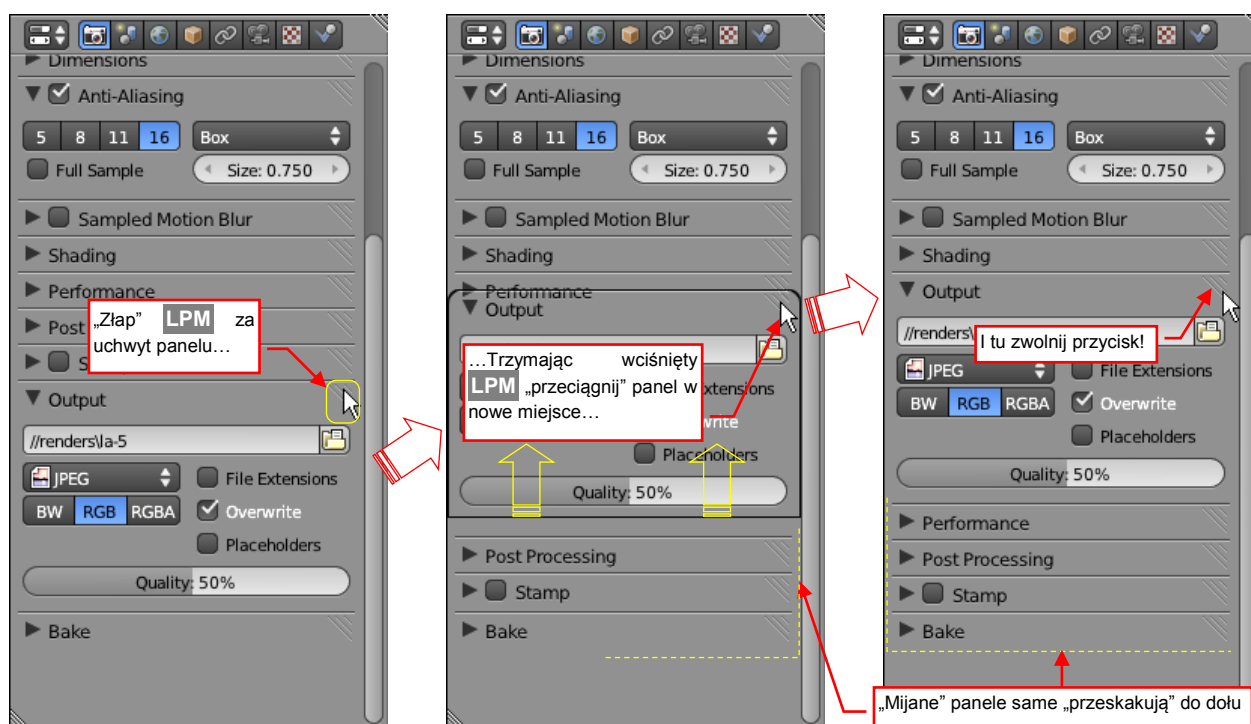 Dimensions
Anti-Aliasing
5 8 11 16 Box
Full Sample Size: 0.750
Sampled Motion Blur
Shading
Performance
Post
S
„Złap” LPM za
uchwyt panelu…
Output
//renders\la-5
JPEG File Extensions
BW RGB RGBA Overwrite
Placeholders
Quality: 50%
Bake
Dimensions
Anti-Aliasing
5 8 11 16 Box
Full Sample Size: 0.750
Sampled Motion Blur
Shading
Performance
Output
…Trzymając wciśnięty
LPM „przeciągnij” panel w
nowe miejsce…
xtensions
write
Placeholders
Quality: 50%
Post Processing
Stamp
Bake
Dimensions
Anti-Aliasing
5 8 11 16 Box
Full Sample Size: 0.750
Sampled Motion Blur
Shading
Output
//renders\
I tu zwolnij przycisk!
JPEG File Extensions
BW RGB RGBA Overwrite
Placeholders
Quality: 50%
Performance
Post Processing
Stamp
Bake
„Mijane” panele same „przeskakują” do dołu